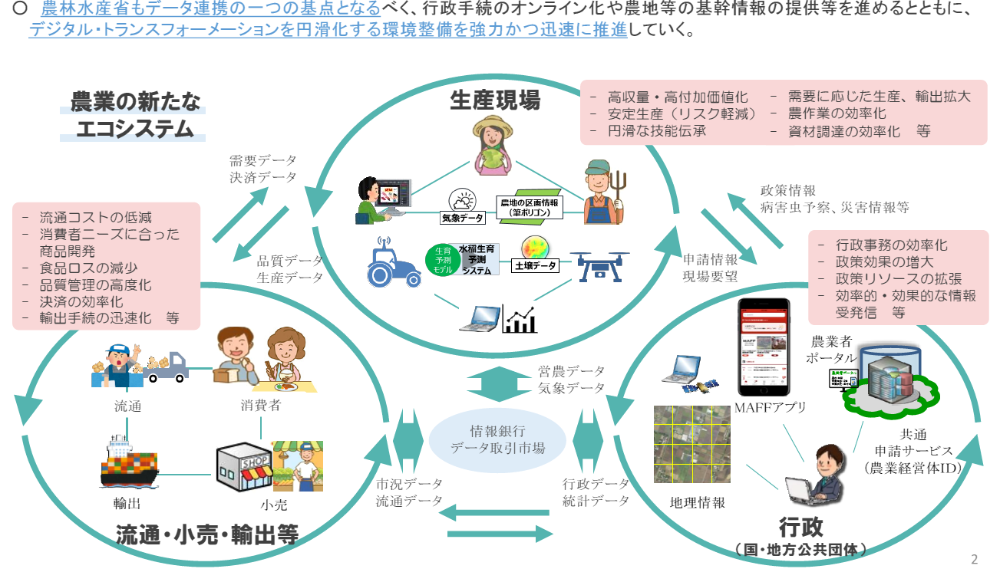 〇 農林水産省もデータ連携の一つの基点となるべく、行政手続のオンライン化や農地等の基幹情報の提供等を進めるとともに、
デジタル・トランスフォーメーションを円滑化する環境整備を強力かつ迅速に推進していく。
農業の新たな
エコシステム
生産現場
- 高収量・高付加価値化
- 安定生産（リスク軽減）
- 円滑な技能伝承
- 需要に応じた生産、輸出拡大
- 農作業の効率化
- 資材調達の効率化 等
需要データ
決済データ
品質データ
生産データ
気象データ
農地の区画情報
（筆ポリゴン）
生育
予測
モデル
水稲生育
予測
システム
土壌データ
政策情報
病害虫予察、災害情報等
申請情報
現場要望
- 流通コストの低減
- 消費者ニーズに合った
商品開発
- 食品ロスの減少
- 品質管理の高度化
- 決済の効率化
- 輸出手続の迅速化 等
- 行政事務の効率化
- 政策効果の増大
- 政策リソースの拡張
- 効率的・効果的な情報
受発信 等
流通
消費者
SHOP
輸出
小売
流通・小売・輸出等
営農データ
気象データ
情報銀行
データ取引市場
市況データ
流通データ
行政データ
統計データ
MAFF
農業者
ポータル
MAFFアプリ
共通
申請サービス
（農業経営体ID）
地理情報
行政
（国・地方公共団体）
2